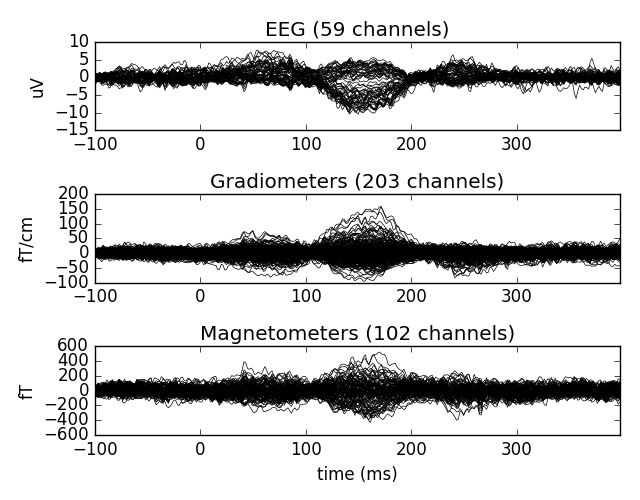 EEG (59 channels)
10
5
0
−5
−10
−15
uV
−100 0 100 200 300
Gradiometers (203 channels)
200
150
100
50
0
−50
−100
fT/cm
−100 0 100 200 300
Magnetometers (102 channels)
600
400
200
0
−200
−400
−600
fT
−100 0 100 200 300
time (ms)